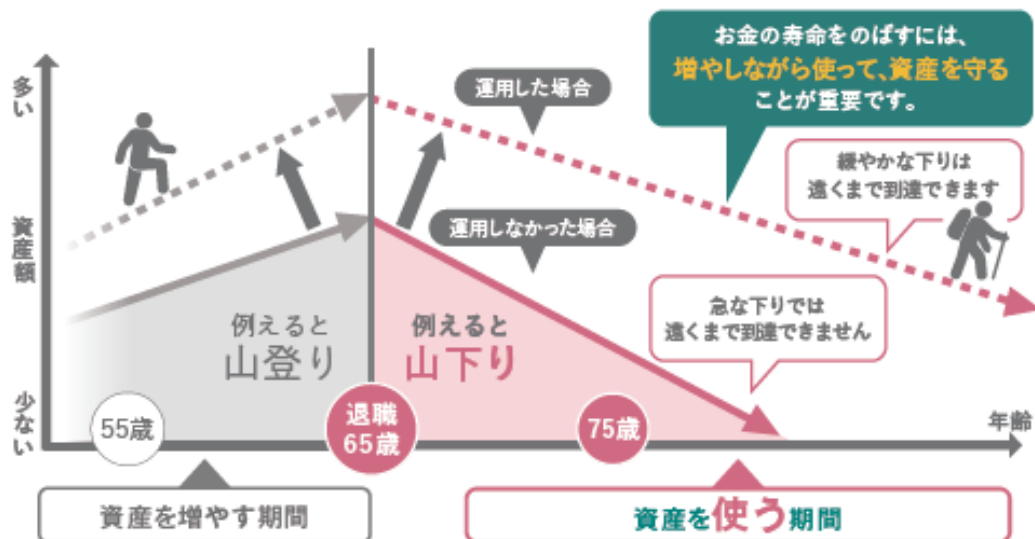 お金の寿命をのばすには、
増やしながら使って、資産を守る
ことが重要です。
多い
資産額
少ない
運用した場合
緩やかな下りは
遠くまで到達できます
運用しなかった場合
急な下りでは
遠くまで到達できません
例えると
山登り
例えると
山下り
55歳
退職
65歳
75歳
年齢
資産を増やす期間
資産を使う期間